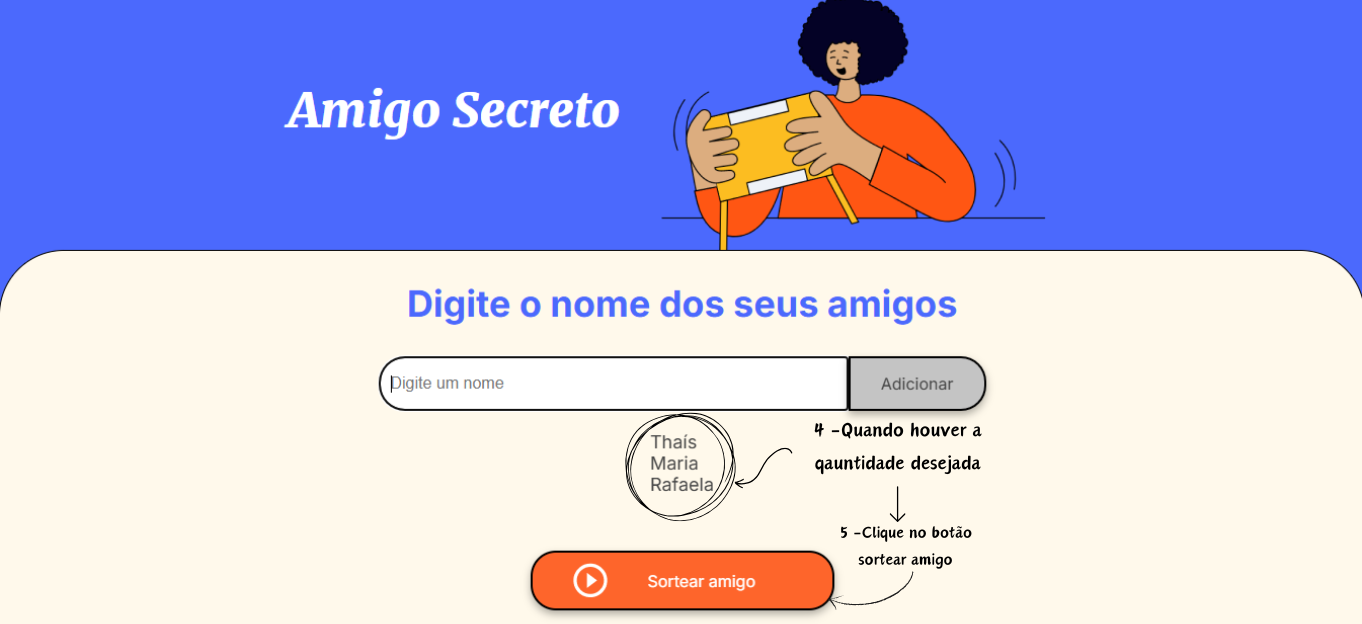 Amigo Secreto
Digite o nome dos seus amigos
Digite um nome
Adicionar
Thaís
Maria
Rafaela
4 -Quando houver a
qauntidade desejada
5 -Clique no botão
sortear amigo
Sortear amigo